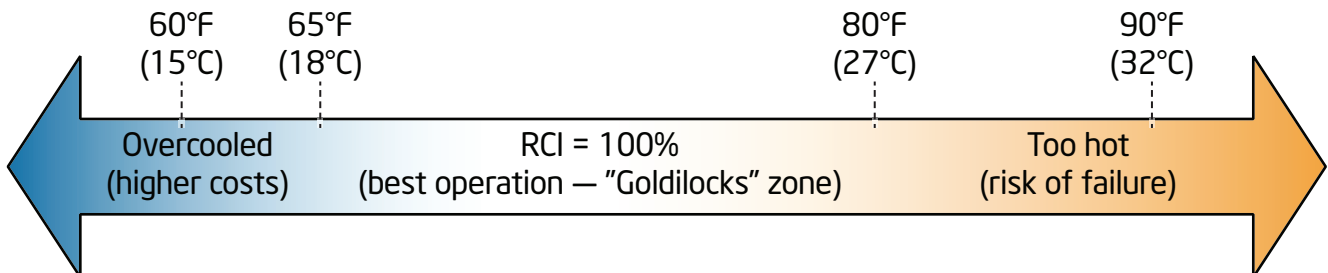 60°F 65°F 80°F 90°F
(15°C) (18°C) (27°C) (32°C)
Overcooled RCI = 100% Too hot
(higher costs) (best operation — "Goldilocks" zone) (risk of failure)